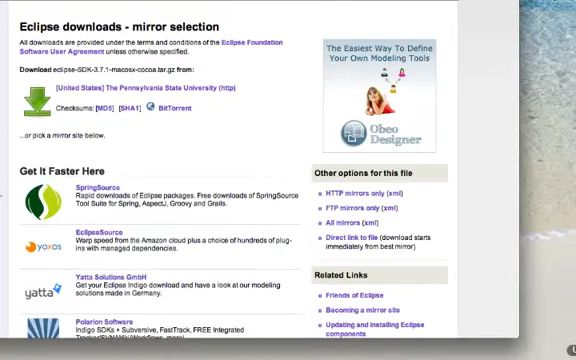 Eclipse downloads - mirror selection
All downloads are provided under the terms and conditions of the Eclipse Foundation
Software User Agreement unless otherwise specified.
Download eclipse-SDK-3.7.1-macosx-cocoa.tar.gz from:
[United States] The Pennsylvania State University (http)
Checksums: [MD5] [SHA1] BitTorrent
...or pick a mirror site below.
Get It Faster Here
SpringSource
Rapid downloads of Eclipse packages. Free downloads of SpringSource
Tool Suite for Spring, AspectJ, Groovy and Grails.
EclipseSource
Warp speed from the Amazon cloud plus a choice of hundreds of plug-
ins with managed dependencies.
yoxos
Yatta Solutions GmbH
Get your Eclipse Indigo download and have a look at our modeling
solutions made in Germany.
yatta
Polarion Software
Indigo SDKs + Subversive, FastTrack, FREE Integrated
The Easiest Way To Define
Your Own Modeling Tools
Obeo
Designer
Other options for this file
HTTP mirrors only (xml)
FTP mirrors only (xml)
All mirrors (xml)
Direct link to file (download starts
immediately from best mirror)
Related Links
Friends of Eclipse
Becoming a mirror site
Updating and installing Eclipse
components